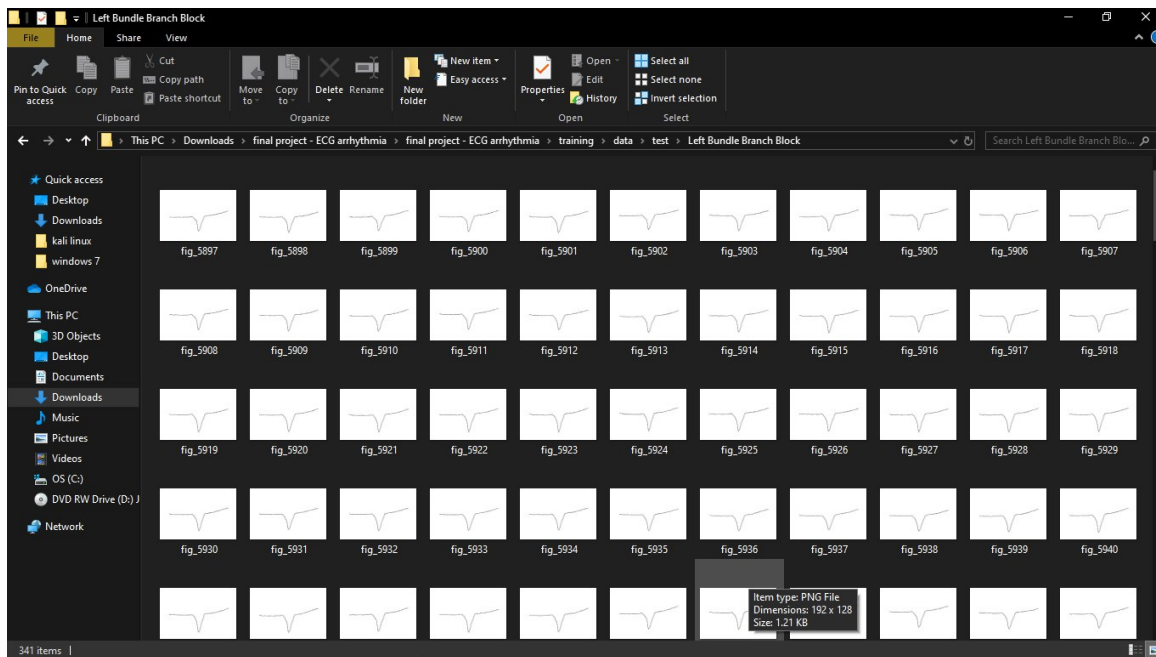 Left Bundle Branch Block
File Home Share View
Pin to Quick access
Copy
Paste
Cut
Copy path
Paste shortcut
Clipboard
Move to
Copy to
Delete
Rename
Organize
New folder
New item
Easy access
New
Properties
Open
Edit
History
Open
Select all
Select none
Invert selection
Select
This PC > Downloads > final project - ECG arrhythmia > final project - ECG arrhythmia > training > data > test > Left Bundle Branch Block
Search Left Bundle Branch Blo...
Quick access
Desktop
Downloads
kali linux
windows 7
OneDrive
This PC
3D Objects
Desktop
Documents
Downloads
Music
Pictures
Videos
OS (C:)
DVD RW Drive (D:) J
Network
fig_5897 fig_5898 fig_5899 fig_5900 fig_5901 fig_5902 fig_5903 fig_5904 fig_5905 fig_5906 fig_5907
fig_5908 fig_5909 fig_5910 fig_5911 fig_5912 fig_5913 fig_5914 fig_5915 fig_5916 fig_5917 fig_5918
fig_5919 fig_5920 fig_5921 fig_5922 fig_5923 fig_5924 fig_5925 fig_5926 fig_5927 fig_5928 fig_5929
fig_5930 fig_5931 fig_5932 fig_5933 fig_5934 fig_5935 fig_5936 fig_5937 fig_5938 fig_5939 fig_5940
Item type: PNG File
Dimensions: 192 x 128
Size: 1.21 KB
341 items